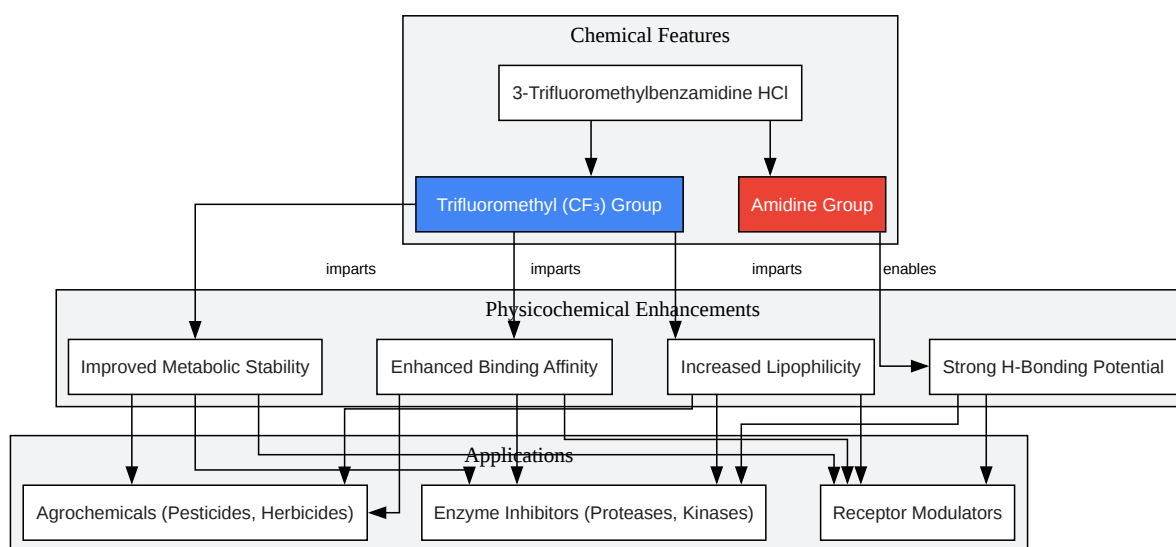 Chemical Features
3-Trifluoromethylbenzamidine HCl
Trifluoromethyl (CF₃) Group
Amidine Group
imparts
imparts
imparts
enables
Physicochemical Enhancements
Improved Metabolic Stability
Enhanced Binding Affinity
Increased Lipophilicity
Strong H-Bonding Potential
Applications
Agrochemicals (Pesticides, Herbicides)
Enzyme Inhibitors (Proteases, Kinases)
Receptor Modulators